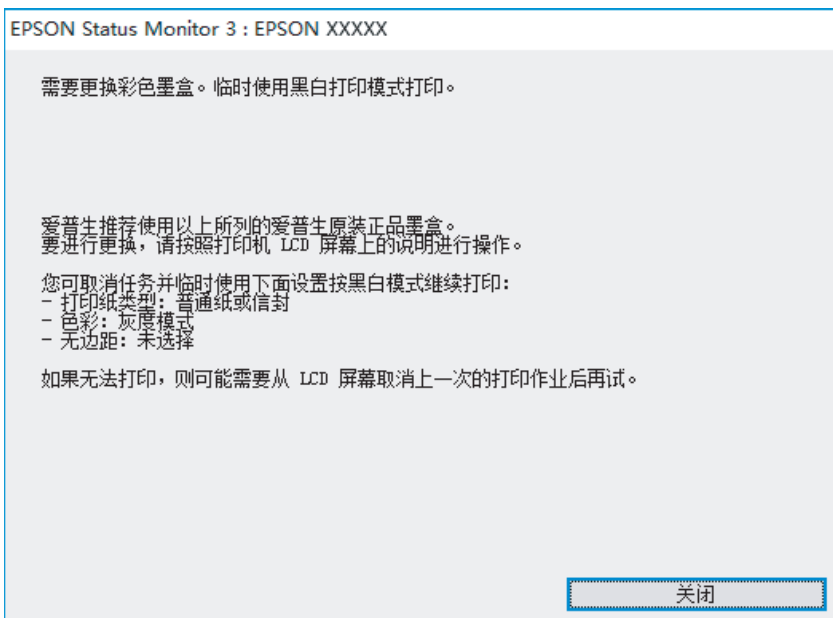 EPSON Status Monitor 3 : EPSON XXXXX
需要更换彩色墨盒。临时使用黑白打印模式打印。
爱普生推荐使用以上所列的爱普生原装正品墨盒。
要进行更换，请按照打印机 LCD 屏幕上的说明进行操作。
您可取消任务并临时使用下面设置按黑白模式继续打印：
- 打印纸类型：普通纸或信封
- 色彩：灰度模式
- 无边距：未选择
如果无法打印，则可能需要从 LCD 屏幕取消上一次的打印作业后再试。
关闭